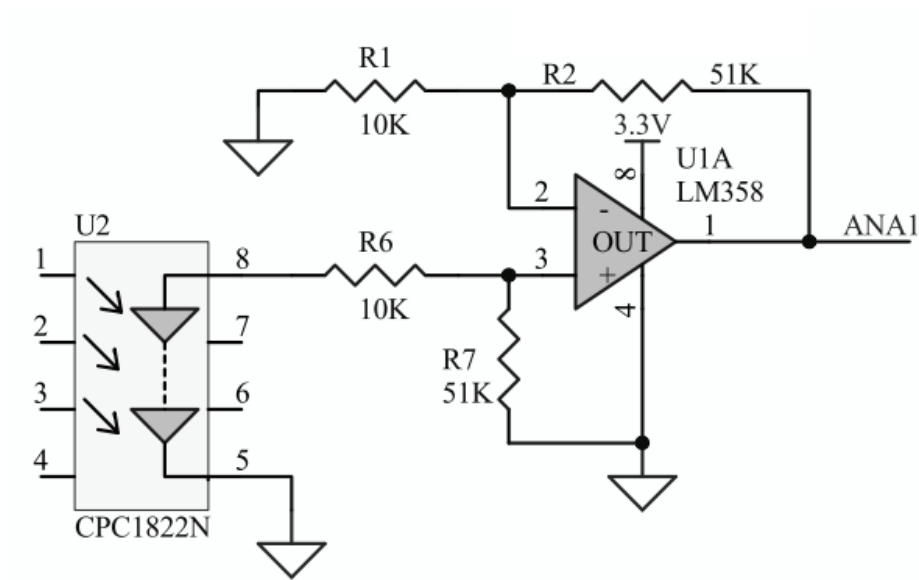 R1
10K
R2
51K
3.3V
8
U1A
LM358
2
-
OUT
1
ANA1
3
+
4
U2
1
2
3
4
8
7
6
5
CPC1822N
R6
10K
R7
51K